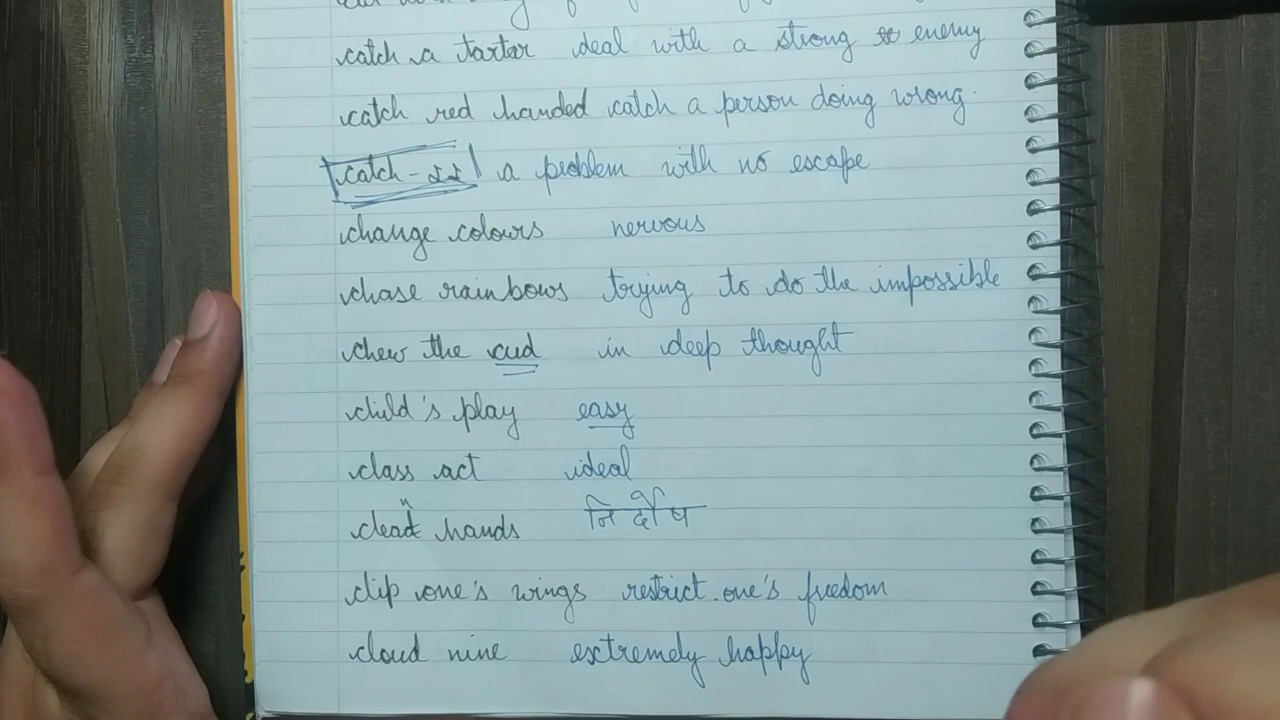 catch a tarter deal with a strong enemy
catch red handed catch a person doing wrong.
catch-22 a problem with no escape
change colours nervous
chase rainbows trying to do the impossible
chew the cud in deep thought
child's play easy
class act ideal
clean hands निर्दोष
clip one's wings restrict one's freedom
cloud nine extremely happy